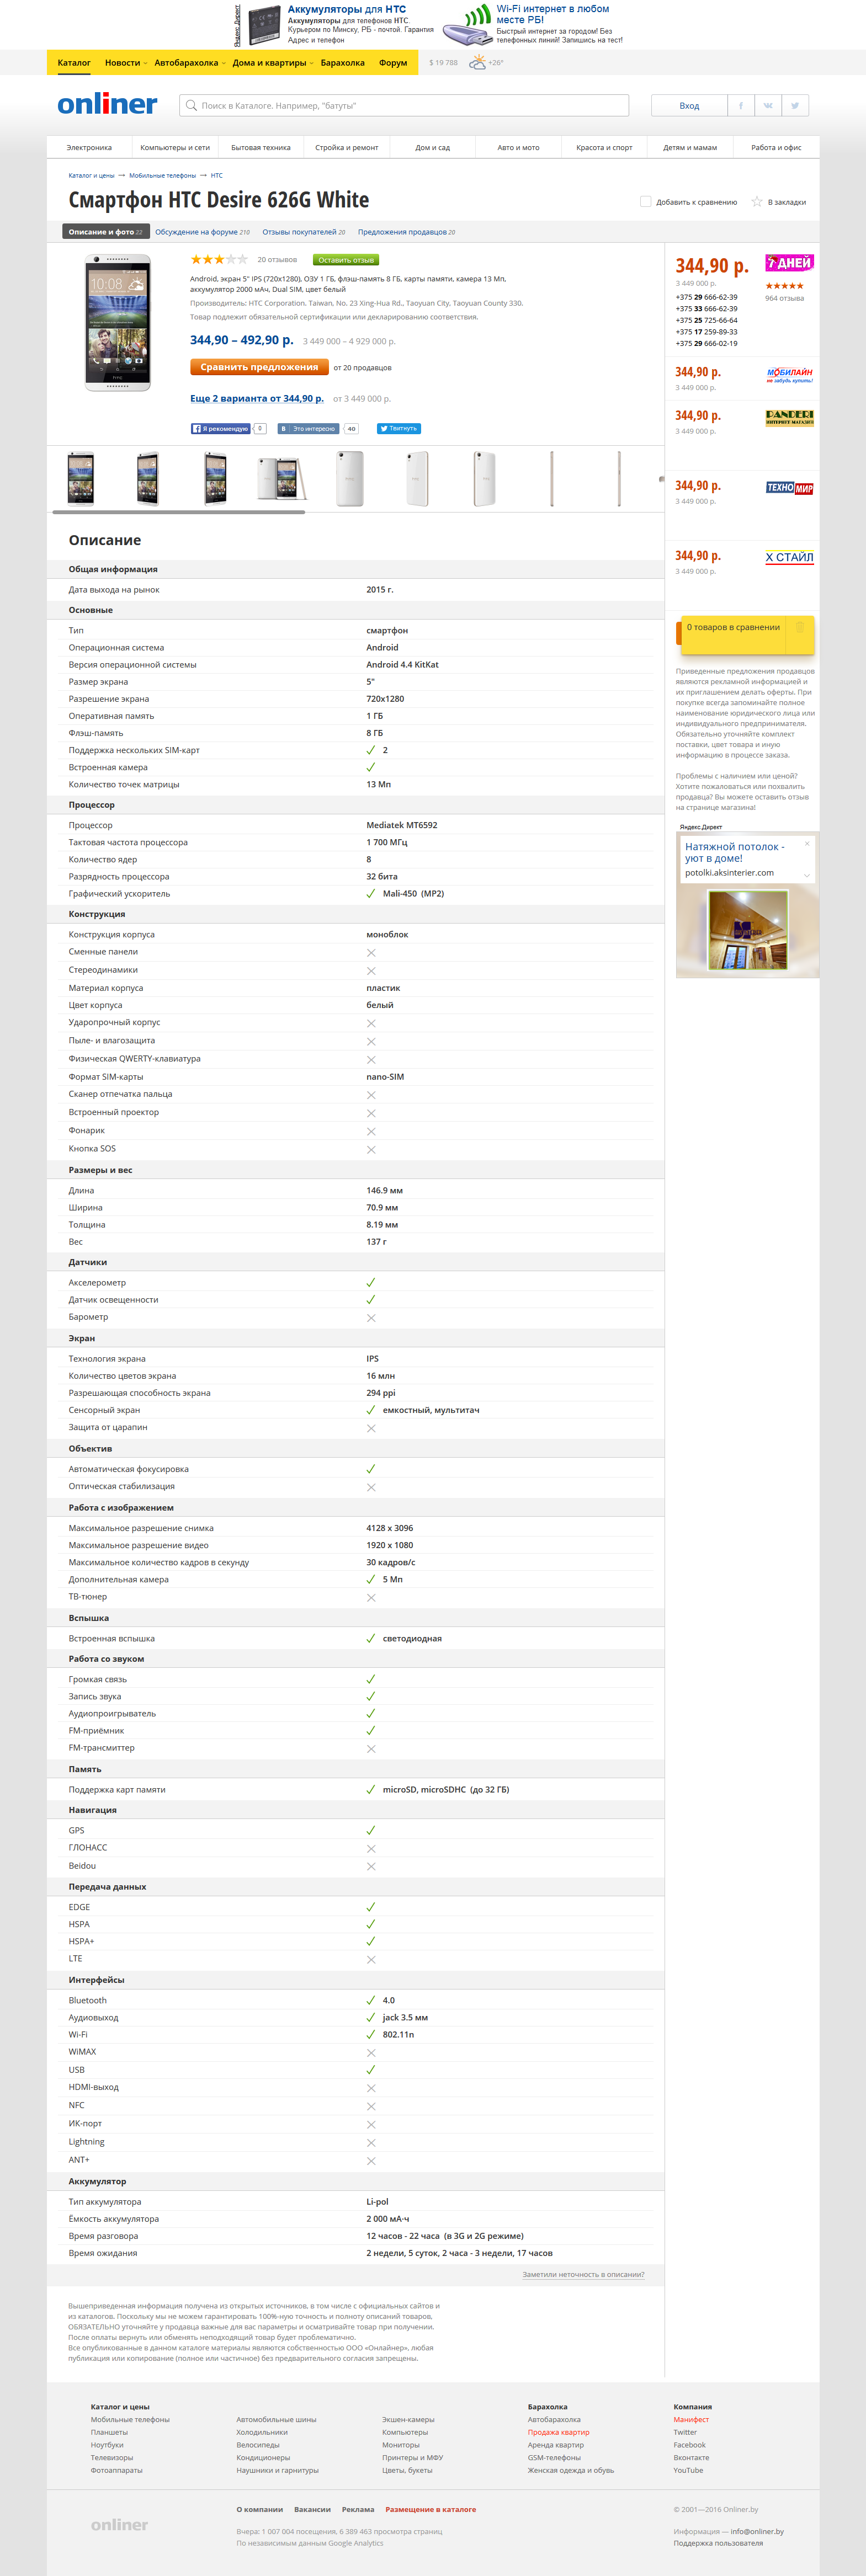 Яндекс.Директ
Аккумуляторы для HTC
Аккумуляторы для телефонов HTC.
Курьером по Минску, РБ - почтой. Гарантия
Адрес и телефон
Wi-Fi интернет в любом
месте РБ!
Быстрый интернет за городом! Без
телефонных линий! Запишись на тест!
Каталог Новости Автобарахолка Дома и квартиры Барахолка Форум $ 19 788 +26°
onliner
Поиск в Каталоге. Например, "батуты"
Вход
Электроника Компьютеры и сети Бытовая техника Стройка и ремонт Дом и сад Авто и мото Красота и спорт Детям и мамам Работа и офис
Каталог и цены → Мобильные телефоны → HTC
Смартфон HTC Desire 626G White
Добавить к сравнению В закладки
Описание и фото 22 Обсуждение на форуме 210 Отзывы покупателей 20 Предложения продавцов 20
20 отзывов Оставить отзыв
Android, экран 5" IPS (720x1280), ОЗУ 1 ГБ, флэш-память 8 ГБ, карты памяти, камера 13 Мп,
аккумулятор 2000 мАч, Dual SIM, цвет белый
Производитель: HTC Corporation. Taiwan, No. 23 Xing-Hua Rd., Taoyuan City, Taoyuan County 330.
Товар подлежит обязательной сертификации или декларированию соответствия.
344,90 – 492,90 р. 3 449 000 – 4 929 000 р.
Сравнить предложения от 20 продавцов
Еще 2 варианта от 344,90 р. от 3 449 000 р.
Я рекомендую 0 Это интересно 40 Твитнуть
344,90 р.
3 449 000 р.
7 ДНЕЙ
964 отзыва
+375 29 666-62-39
+375 33 666-62-39
+375 25 725-66-64
+375 17 259-89-33
+375 29 666-02-19
344,90 р.
3 449 000 р.
МОБИЛАЙН
не забудь купить!
344,90 р.
3 449 000 р.
PANDERI
ИНТЕРНЕТ МАГАЗИН
344,90 р.
3 449 000 р.
ТЕХНО МИР
344,90 р.
3 449 000 р.
Х СТАЙЛ
0 товаров в сравнении
Приведенные предложения продавцов
являются рекламной информацией и
их приглашением делать оферты. При
покупке всегда запоминайте полное
наименование юридического лица или
индивидуального предпринимателя.
Обязательно уточняйте комплект
поставки, цвет товара и иную
информацию в процессе заказа.
Проблемы с наличием или ценой?
Хотите пожаловаться или похвалить
продавца? Вы можете оставить отзыв
на странице магазина!
Яндекс.Директ
Натяжной потолок -
уют в доме!
potolki.aksinterier.com
Описание
Общая информация
Дата выхода на рынок 2015 г.
Основные
Тип смартфон
Операционная система Android
Версия операционной системы Android 4.4 KitKat
Размер экрана 5"
Разрешение экрана 720x1280
Оперативная память 1 ГБ
Флэш-память 8 ГБ
Поддержка нескольких SIM-карт 2
Встроенная камера
Количество точек матрицы 13 Мп
Процессор
Процессор Mediatek MT6592
Тактовая частота процессора 1 700 МГц
Количество ядер 8
Разрядность процессора 32 бита
Графический ускоритель Mali-450 (MP2)
Конструкция
Конструкция корпуса моноблок
Сменные панели
Стереодинамики
Материал корпуса пластик
Цвет корпуса белый
Ударопрочный корпус
Пыле- и влагозащита
Физическая QWERTY-клавиатура
Формат SIM-карты nano-SIM
Сканер отпечатка пальца
Встроенный проектор
Фонарик
Кнопка SOS
Размеры и вес
Длина 146.9 мм
Ширина 70.9 мм
Толщина 8.19 мм
Вес 137 г
Датчики
Акселерометр
Датчик освещенности
Барометр
Экран
Технология экрана IPS
Количество цветов экрана 16 млн
Разрешающая способность экрана 294 ppi
Сенсорный экран емкостный, мультитач
Защита от царапин
Объектив
Автоматическая фокусировка
Оптическая стабилизация
Работа с изображением
Максимальное разрешение снимка 4128 x 3096
Максимальное разрешение видео 1920 x 1080
Максимальное количество кадров в секунду 30 кадров/с
Дополнительная камера 5 Мп
ТВ-тюнер
Вспышка
Встроенная вспышка светодиодная
Работа со звуком
Громкая связь
Запись звука
Аудиопроигрыватель
FM-приёмник
FM-трансмиттер
Память
Поддержка карт памяти microSD, microSDHC (до 32 ГБ)
Навигация
GPS
ГЛОНАСС
Beidou
Передача данных
EDGE
HSPA
HSPA+
LTE
Интерфейсы
Bluetooth 4.0
Аудиовыход jack 3.5 мм
Wi-Fi 802.11n
WiMAX
USB
HDMI-выход
NFC
ИК-порт
Lightning
ANT+
Аккумулятор
Тип аккумулятора Li-pol
Ёмкость аккумулятора 2 000 мА·ч
Время разговора 12 часов - 22 часа (в 3G и 2G режиме)
Время ожидания 2 недели, 5 суток, 2 часа - 3 недели, 17 часов
Заметили неточность в описании?
Вышеприведенная информация получена из открытых источников, в том числе с официальных сайтов и
из каталогов. Поскольку мы не можем гарантировать 100%-ную точность и полноту описаний товаров,
ОБЯЗАТЕЛЬНО уточняйте у продавца важные для вас параметры и осматривайте товар при получении.
После оплаты вернуть или обменять неподходящий товар будет проблематично.
Все опубликованные в данном каталоге материалы являются собственностью ООО «Онлайнер», любая
публикация или копирование (полное или частичное) без предварительного согласия запрещены.
Каталог и цены Барахолка Компания
Мобильные телефоны Автомобильные шины Экшен-камеры Автобарахолка Манифест
Планшеты Холодильники Компьютеры Продажа квартир Twitter
Ноутбуки Велосипеды Мониторы Аренда квартир Facebook
Телевизоры Кондиционеры Принтеры и МФУ GSM-телефоны Вконтакте
Фотоаппараты Наушники и гарнитуры Цветы, букеты Женская одежда и обувь YouTube
onliner
О компании Вакансии Реклама Размещение в каталоге
Вчера: 1 007 004 посещения, 6 389 463 просмотра страниц
По независимым данным Google Analytics
© 2001—2016 Onliner.by
Информация — info@onliner.by
Поддержка пользователя